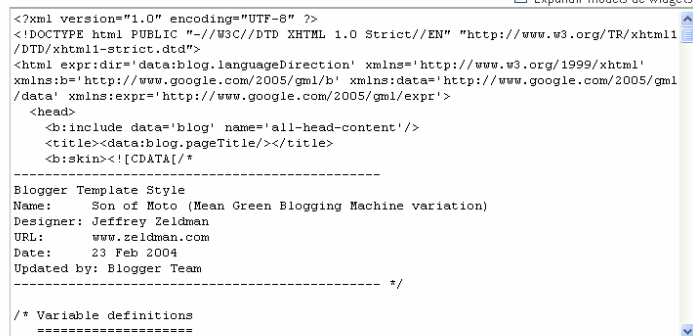 Expandir models de widgets
<?xml version="1.0" encoding="UTF-8" ?>
<!DOCTYPE html PUBLIC "-//W3C//DTD XHTML 1.0 Strict//EN" "http://www.w3.org/TR/xhtml1
/DTD/xhtml1-strict.dtd">
<html expr:dir='data:blog.languageDirection' xmlns='http://www.w3.org/1999/xhtml'
xmlns:b='http://www.google.com/2005/gml/b' xmlns:data='http://www.google.com/2005/gml
/data' xmlns:expr='http://www.google.com/2005/gml/expr'>
<head>
<b:include data='blog' name='all-head-content'/>
<title><data:blog.pageTitle/></title>
<b:skin><![CDATA[/*
-----------------------------------------------
Blogger Template Style
Name: Son of Moto (Mean Green Blogging Machine variation)
Designer: Jeffrey Zeldman
URL: www.zeldman.com
Date: 23 Feb 2004
Updated by: Blogger Team
----------------------------------------------- */
/* Variable definitions
====================